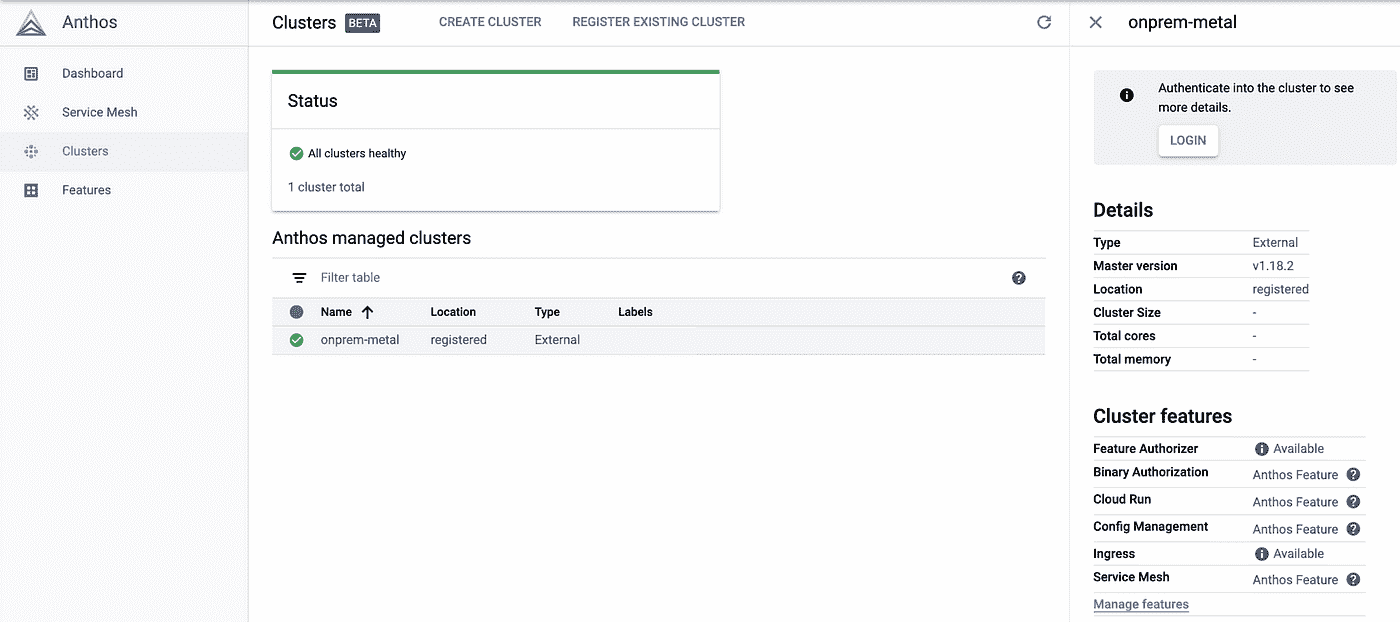 Anthos
Dashboard
Service Mesh
Clusters
Features
Clusters BETA CREATE CLUSTER REGISTER EXISTING CLUSTER
Status
All clusters healthy
1 cluster total
Anthos managed clusters
Filter table
Name Location Type Labels
onprem-metal registered External
onprem-metal
Authenticate into the cluster to see
more details.
LOGIN
Details
Type External
Master version v1.18.2
Location registered
Cluster Size -
Total cores -
Total memory -
Cluster features
Feature Authorizer Available
Binary Authorization Anthos Feature
Cloud Run Anthos Feature
Config Management Anthos Feature
Ingress Available
Service Mesh Anthos Feature
Manage features